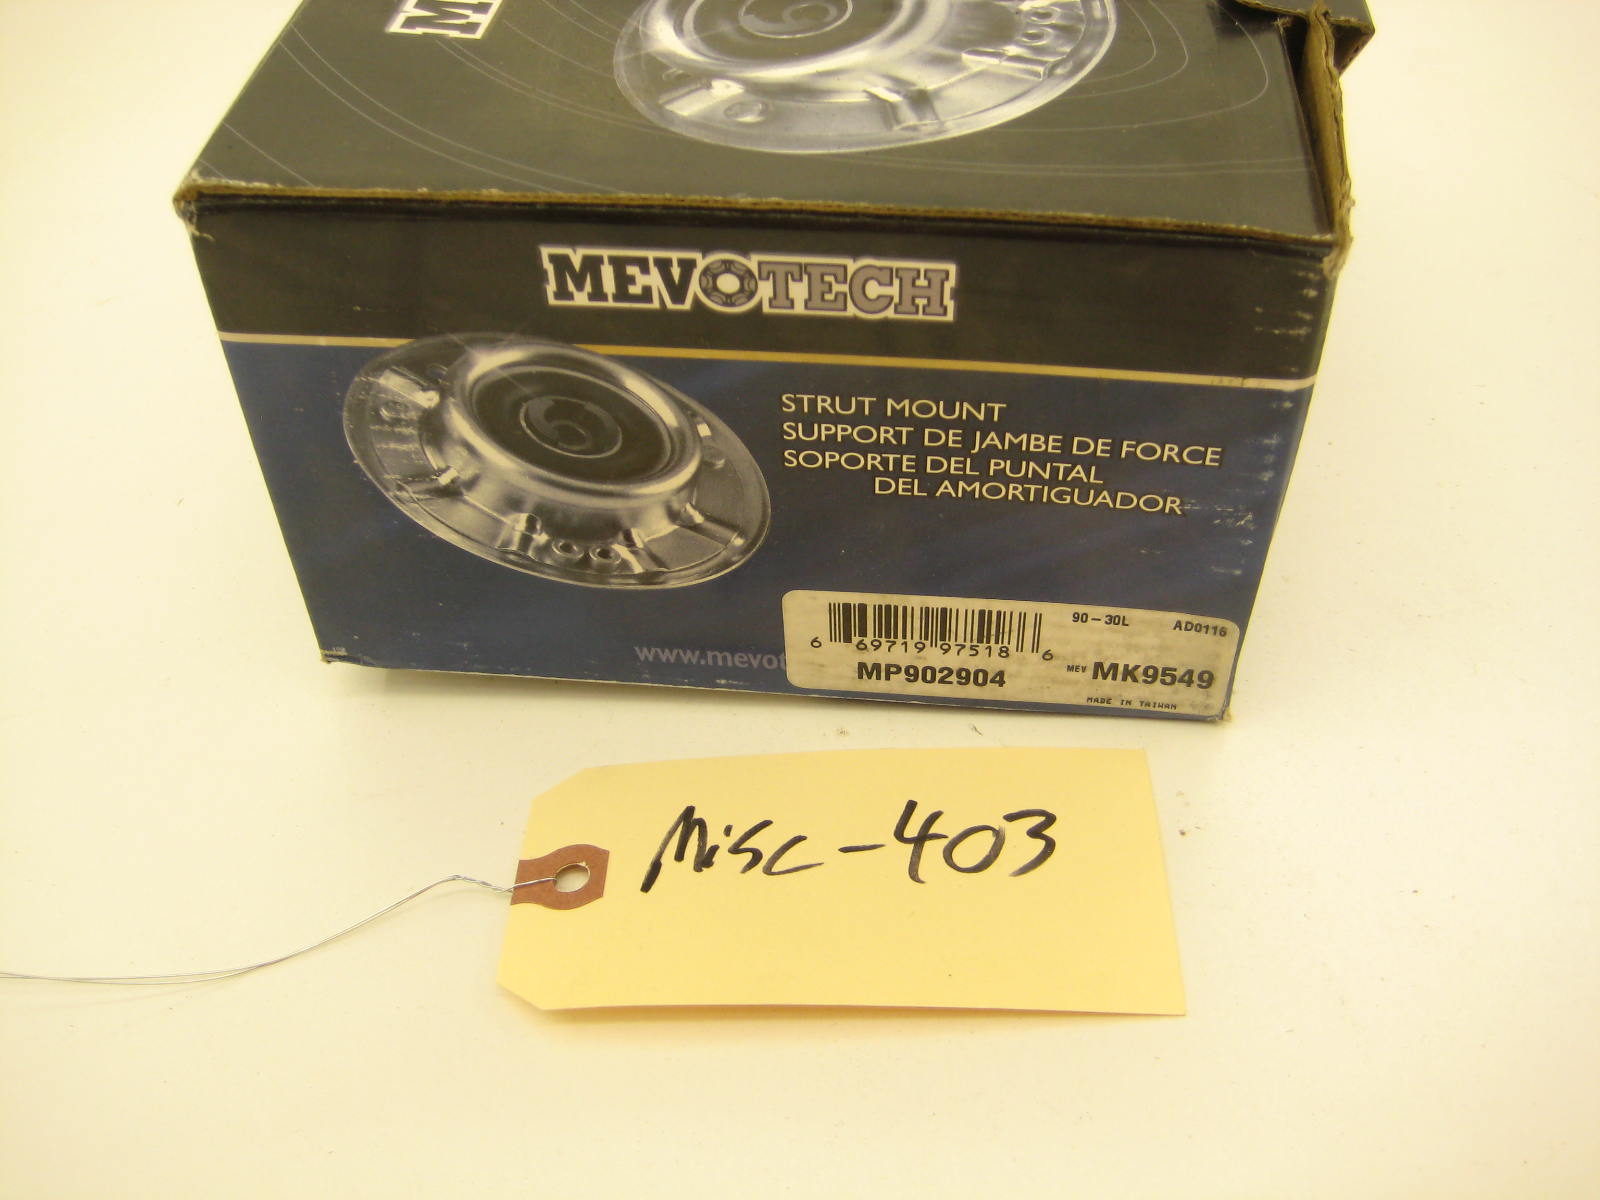 M
MEVOTECH
STRUT MOUNT
SUPPORT DE JAMBE DE FORCE
SOPORTE DEL PUNTAL
DEL AMORTIGUADOR
www.mevot
90-30L AD0116
6 69719 97518 6
MP902904 MEV MK9549
MADE IN TAIWAN
Misc-403